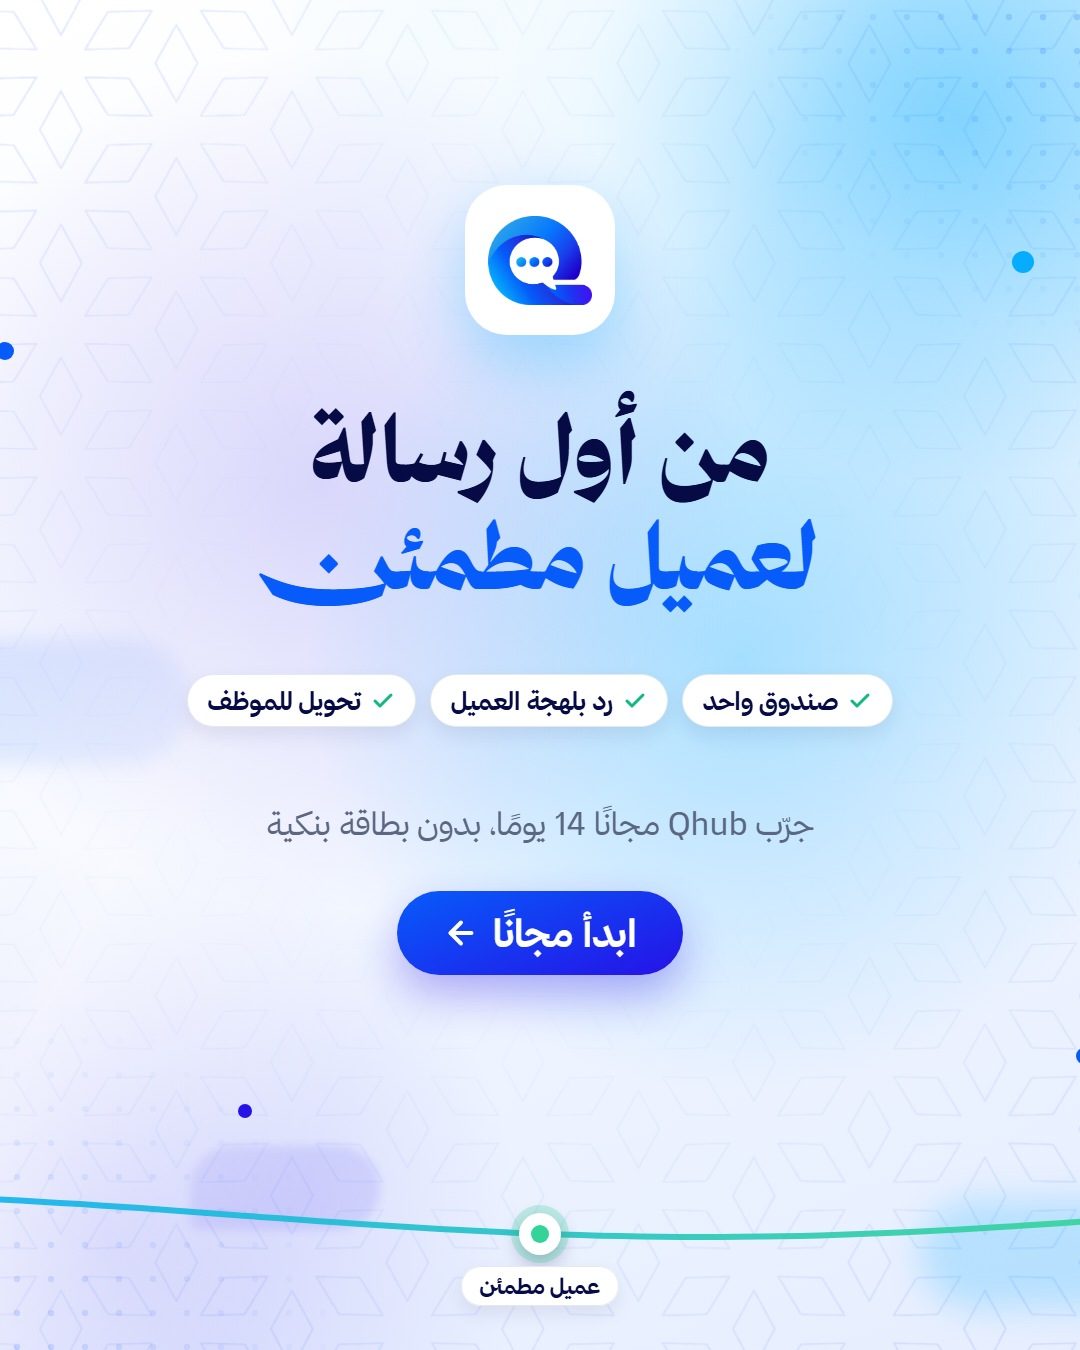 من أول رسالة
لعميل مطمئن
صندوق واحد
رد بلهجة العميل
تحويل للموظف
جرّب Qhub مجانًا 14 يومًا، بدون بطاقة بنكية
ابدأ مجانًا
عميل مطمئن